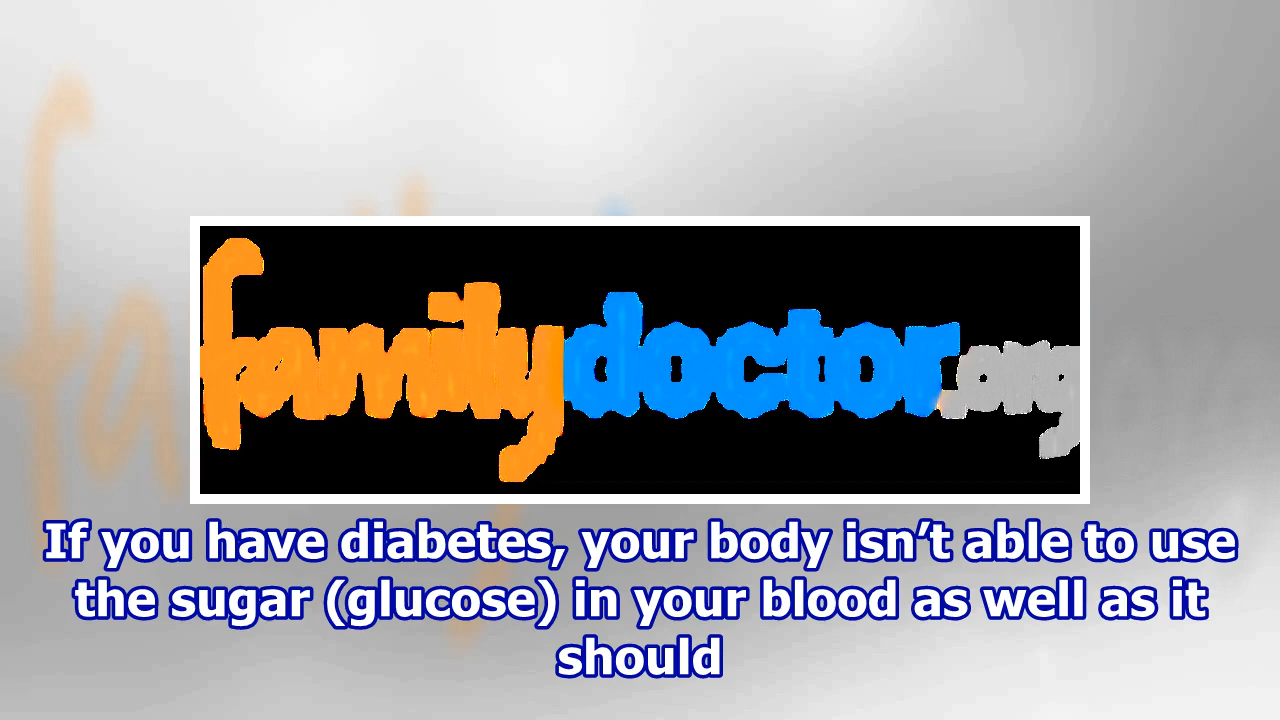 familydoctor.org
If you have diabetes, your body isn’t able to use
the sugar (glucose) in your blood as well as it
should